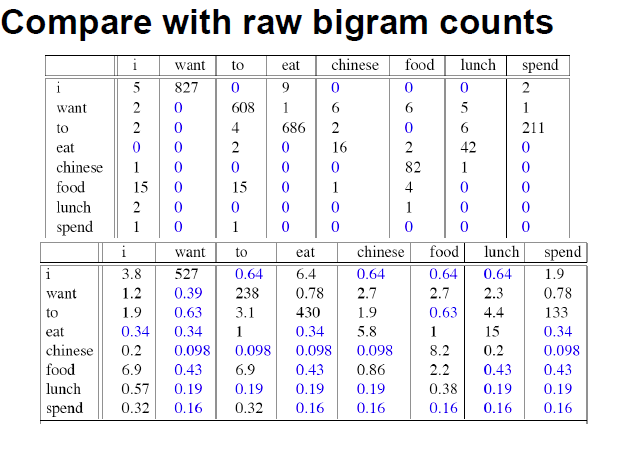 Compare with raw bigram counts
i want to eat chinese food lunch spend
i 5 827 0 9 0 0 0 2
want 2 0 608 1 6 6 5 1
to 2 0 4 686 2 0 6 211
eat 0 0 2 0 16 2 42 0
chinese 1 0 0 0 0 82 1 0
food 15 0 15 0 1 4 0 0
lunch 2 0 0 0 0 1 0 0
spend 1 0 1 0 0 0 0 0
i want to eat chinese food lunch spend
i 3.8 527 0.64 6.4 0.64 0.64 0.64 1.9
want 1.2 0.39 238 0.78 2.7 2.7 2.3 0.78
to 1.9 0.63 3.1 430 1.9 0.63 4.4 133
eat 0.34 0.34 1 0.34 5.8 1 15 0.34
chinese 0.2 0.098 0.098 0.098 0.098 8.2 0.2 0.098
food 6.9 0.43 6.9 0.43 0.86 2.2 0.43 0.43
lunch 0.57 0.19 0.19 0.19 0.19 0.38 0.19 0.19
spend 0.32 0.16 0.32 0.16 0.16 0.16 0.16 0.16